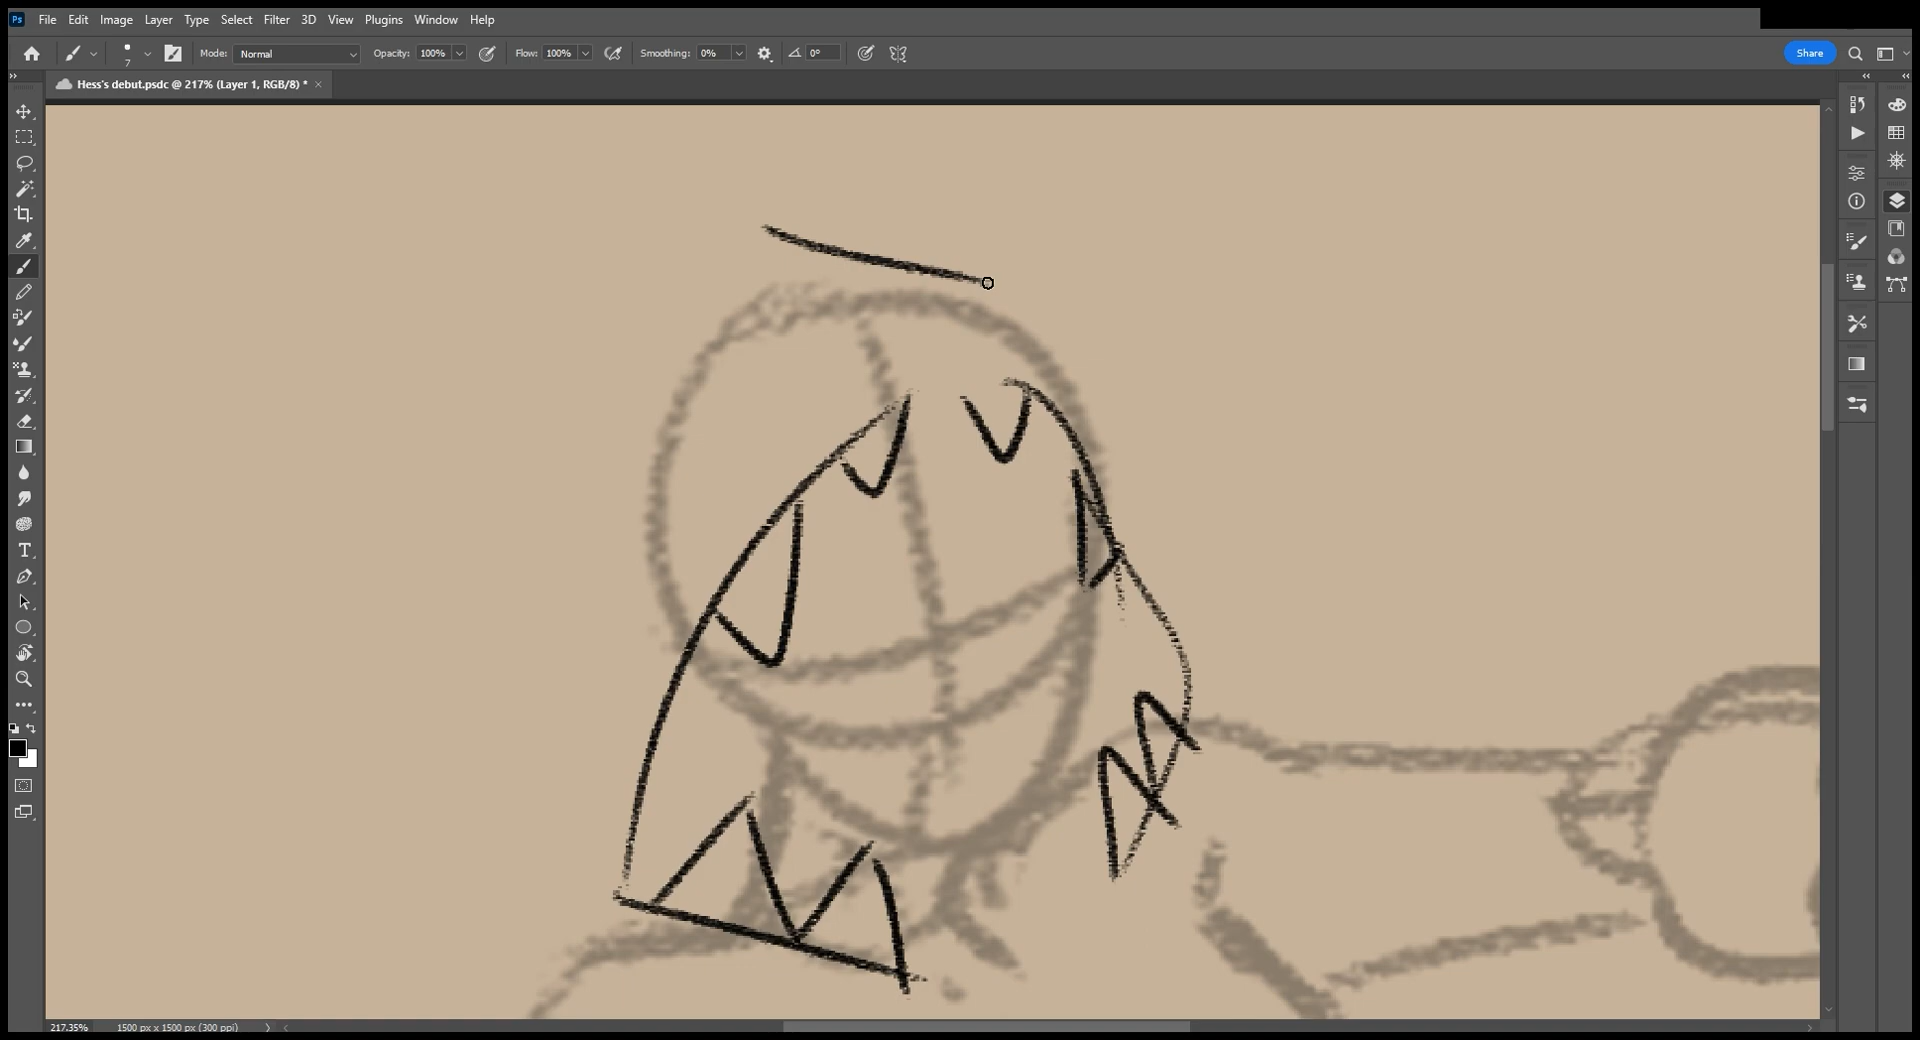 Ps File Edit Image Layer Type Select Filter 3D View Plugins Window Help
7 Mode: Normal Opacity: 100% Flow: 100% Smoothing: 0% 0° Share
Hess's debut.psdc @ 217% (Layer 1, RGB/8) *
217.35% 1500 px x 1500 px (300 ppi)